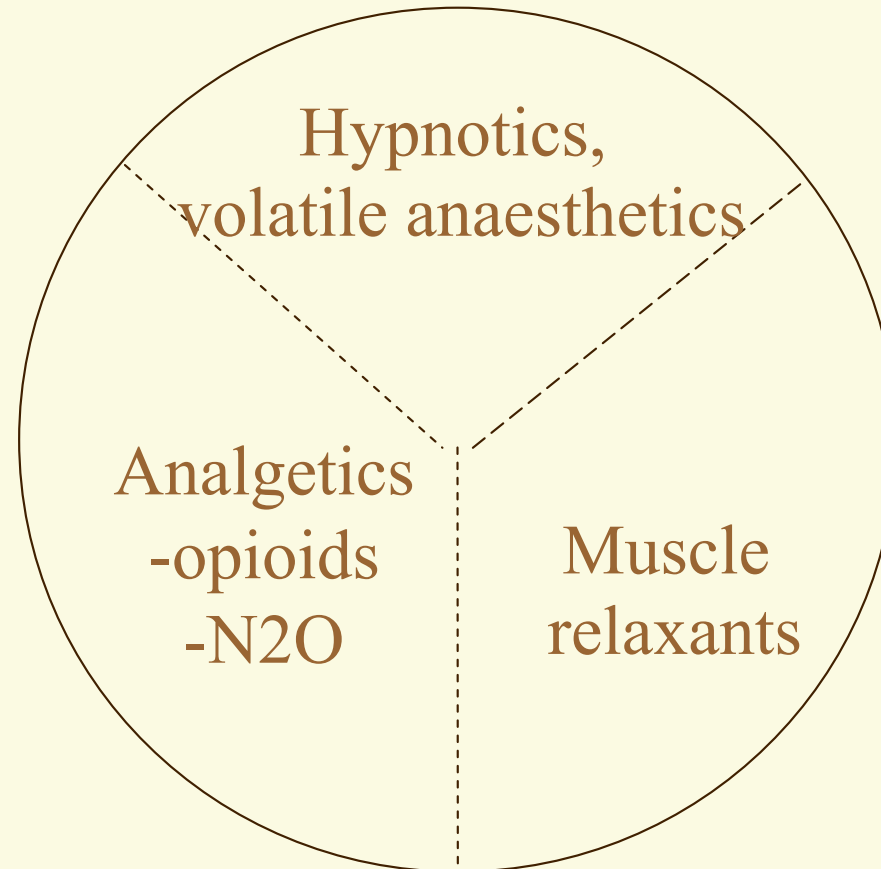 Hypnotics,
volatile anaesthetics
Analgetics
-opioids
-N2O
Muscle
relaxants